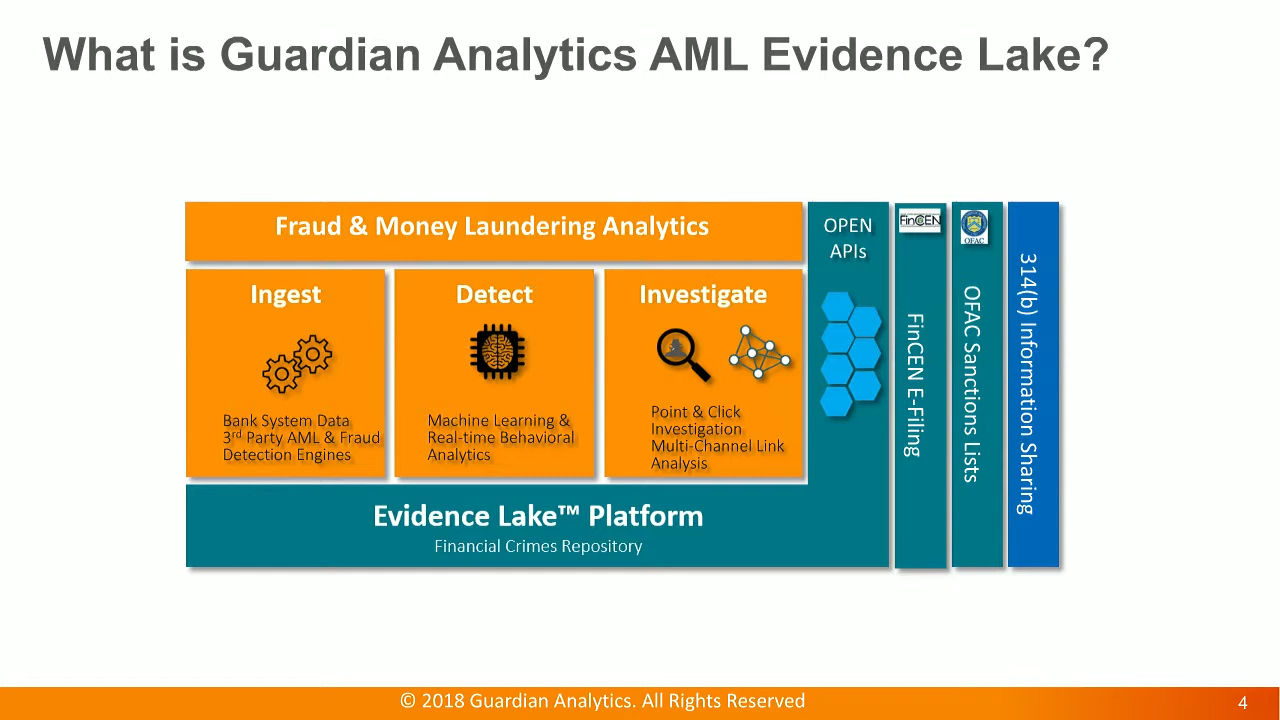 What is Guardian Analytics AML Evidence Lake?
Fraud & Money Laundering Analytics
Ingest
Bank System Data
3rd Party AML & Fraud
Detection Engines
Detect
Machine Learning &
Real-time Behavioral
Analytics
Investigate
Point & Click
Investigation
Multi-Channel Link
Analysis
Evidence Lake™ Platform
Financial Crimes Repository
OPEN
APIs
FinCEN
FinCEN E-Filing
OFAC
OFAC Sanctions Lists
314(b) Information Sharing
© 2018 Guardian Analytics. All Rights Reserved
4